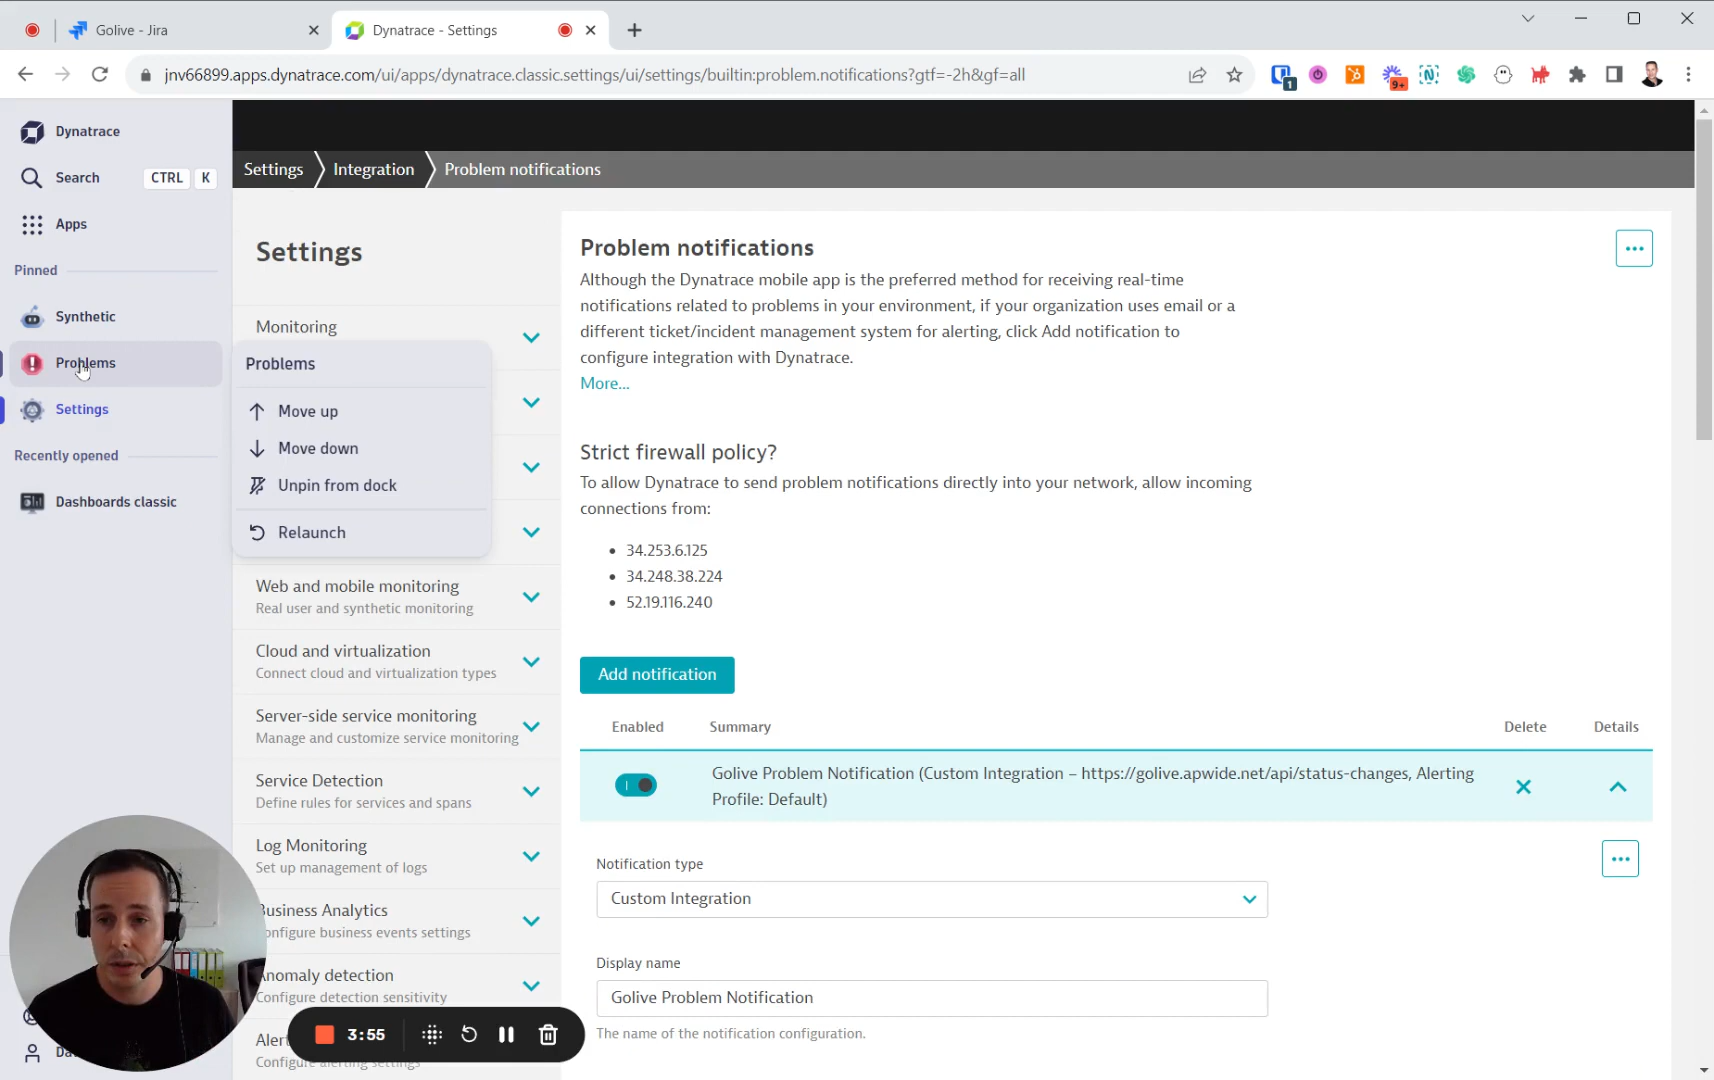 Golive - Jira
Dynatrace - Settings
jnv66899.apps.dynatrace.com/ui/apps/dynatrace.classic.settings/ui/settings/builtin:problem.notifications?gtf=-2h&gf=all
1
9+
Dynatrace
Search
CTRL
K
Apps
Pinned
Synthetic
Problems
Settings
Recently opened
Dashboards classic
Problems
Move up
Move down
Unpin from dock
Relaunch
Settings
Integration
Problem notifications
Settings
Monitoring
Web and mobile monitoring
Real user and synthetic monitoring
Cloud and virtualization
Connect cloud and virtualization types
Server-side service monitoring
Manage and customize service monitoring
Service Detection
Define rules for services and spans
Log Monitoring
Set up management of logs
Business Analytics
configure business events settings
Anomaly detection
Configure detection sensitivity
Aler
Configure alerting settings
3:55
Problem notifications
Although the Dynatrace mobile app is the preferred method for receiving real-time
notifications related to problems in your environment, if your organization uses email or a
different ticket/incident management system for alerting, click Add notification to
configure integration with Dynatrace.
More...
Strict firewall policy?
To allow Dynatrace to send problem notifications directly into your network, allow incoming
connections from:
• 34.253.6.125
• 34.248.38.224
• 52.19.116.240
Add notification
Enabled
Summary
Delete
Details
Golive Problem Notification (Custom Integration – https://golive.apwide.net/api/status-changes, Alerting
Profile: Default)
Notification type
Custom Integration
Display name
Golive Problem Notification
The name of the notification configuration.